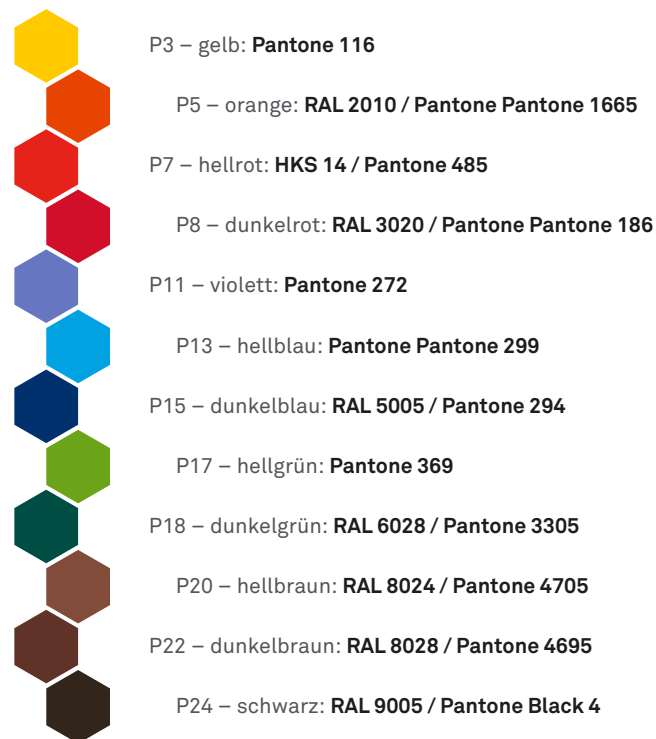 P3 – gelb: Pantone 116
P5 – orange: RAL 2010 / Pantone Pantone 1665
P7 – hellrot: HKS 14 / Pantone 485
P8 – dunkelrot: RAL 3020 / Pantone Pantone 186
P11 – violett: Pantone 272
P13 – hellblau: Pantone Pantone 299
P15 – dunkelblau: RAL 5005 / Pantone 294
P17 – hellgrün: Pantone 369
P18 – dunkelgrün: RAL 6028 / Pantone 3305
P20 – hellbraun: RAL 8024 / Pantone 4705
P22 – dunkelbraun: RAL 8028 / Pantone 4695
P24 – schwarz: RAL 9005 / Pantone Black 4